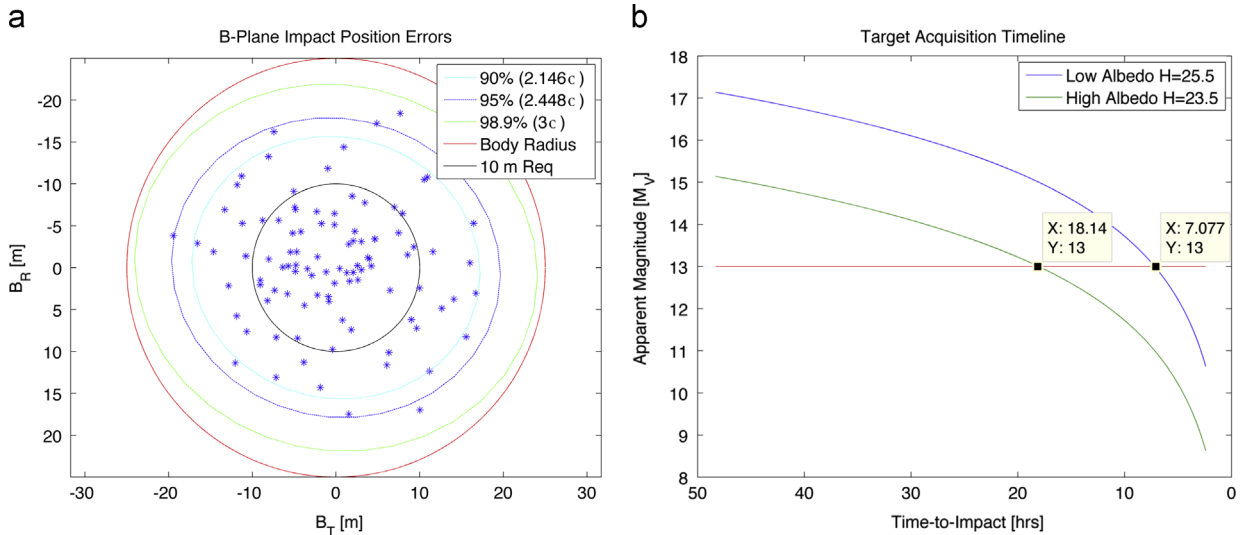 a
B-Plane Impact Position Errors
90% (2.146σ )
95% (2.448σ )
98.9% (3σ )
Body Radius
10 m Req
-20
-15
-10
-5
0
5
10
15
20
-30
-20
-10
0
10
20
30
B_R [m]
B_T [m]
b
Target Acquisition Timeline
Low Albedo H=25.5
High Albedo H=23.5
18
17
16
15
14
13
12
11
10
9
8
X: 18.14
Y: 13
X: 7.077
Y: 13
50
40
30
20
10
0
Apparent Magnitude [M_V]
Time-to-Impact [hrs]